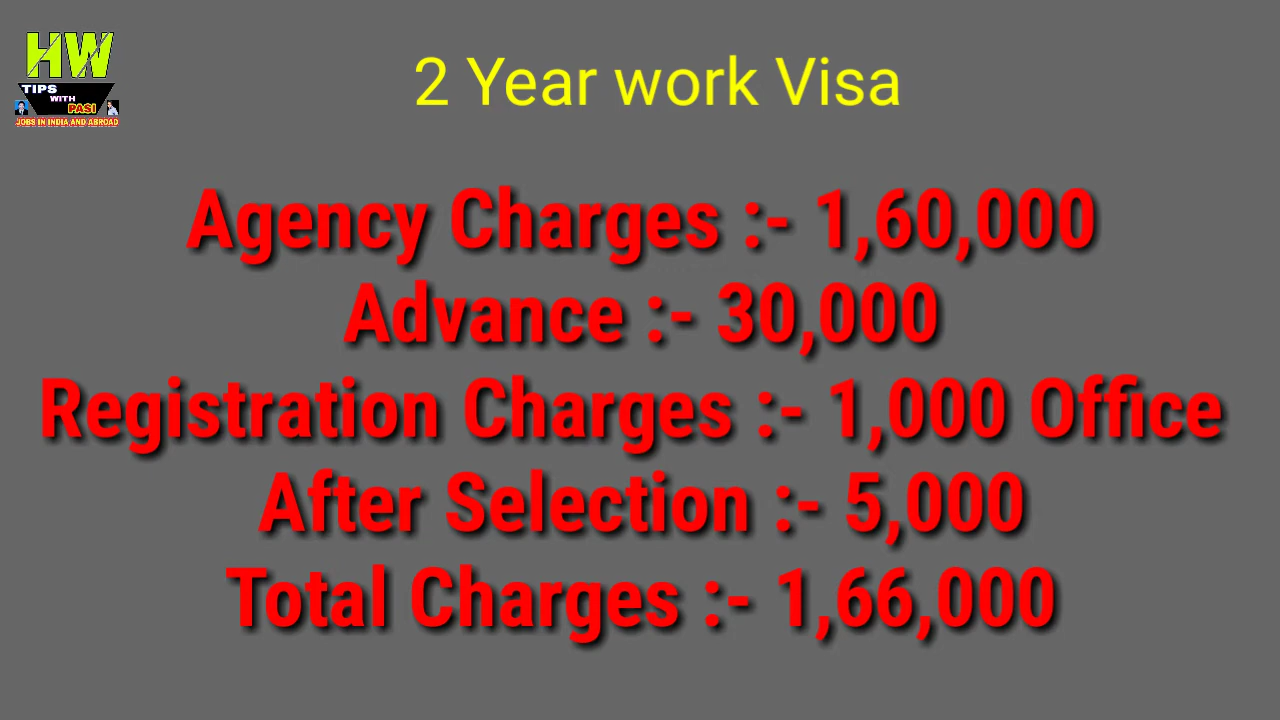 HW
TIPS
WITH
PASI
JOBS IN INDIA AND ABROAD
2 Year work Visa
Agency Charges :- 1,60,000
Advance :- 30,000
Registration Charges :- 1,000 Office
After Selection :- 5,000
Total Charges :- 1,66,000